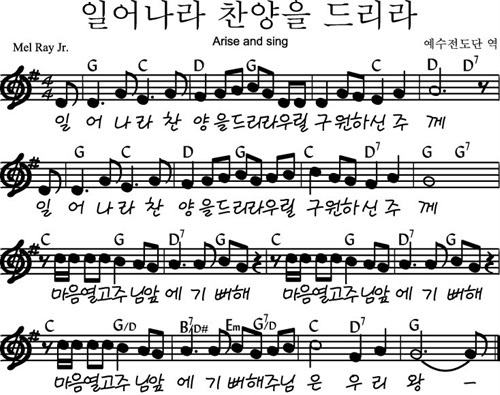 일어나라 찬양을 드리라
Mel Ray Jr.
Arise and sing
예수전도단 역
G C G C D D7
일 어 나 라 찬 양을드리라우릴 구원하신 주 께
G C G C D7 G G7
일 어 나 라 찬 양을드리라우릴 구원하신 주 께
C G D7 G C G D7 G
마음열고주님앞 에 기 뻐해 마음열고주님앞 에 기 뻐해
C G/D B7/D# Em G7/D C D7 G
마음열고주님앞 에 기 뻐해주님 은 우 리 왕 –